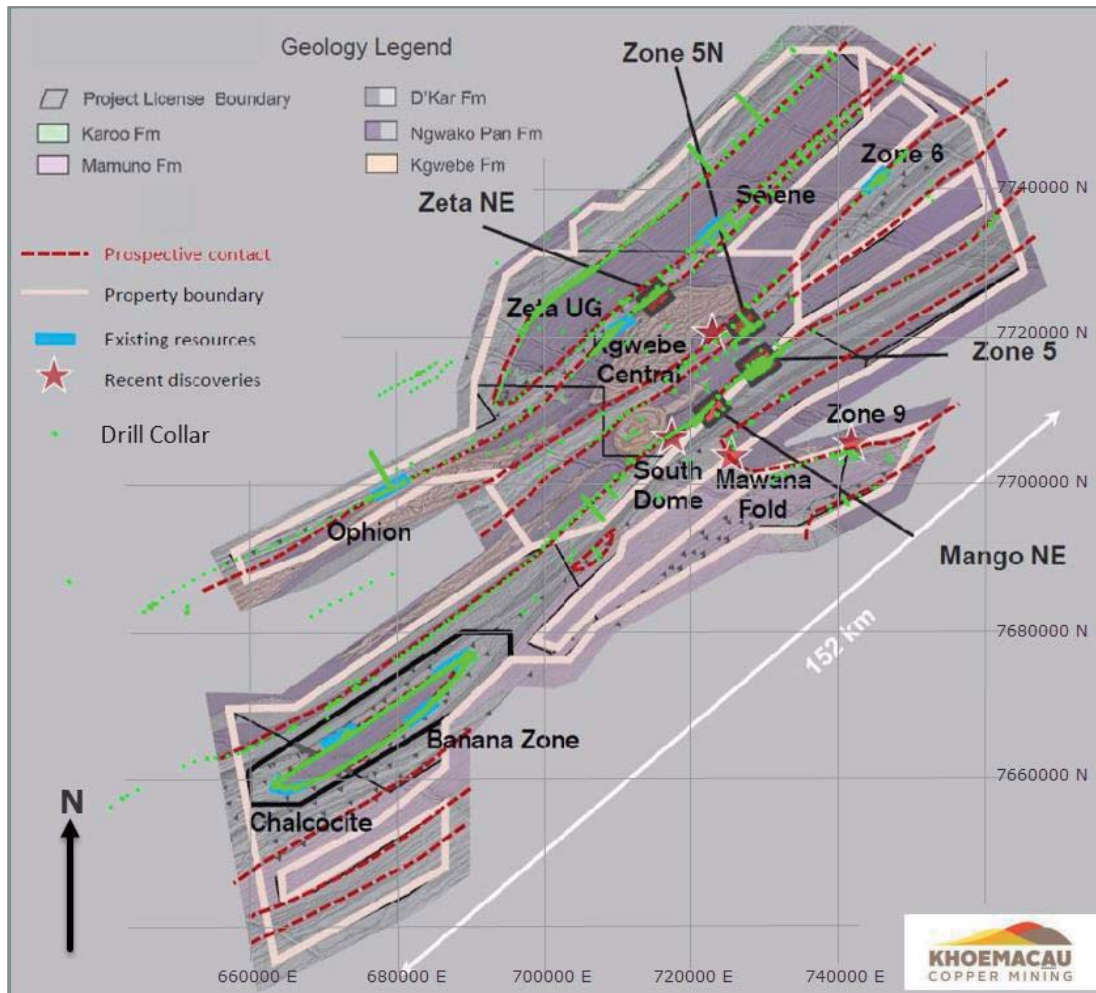 Geology Legend
Project License Boundary
Karoo Fm
Mamuno Fm
D'Kar Fm
Ngwako Pan Fm
Kgwebe Fm
Prospective contact
Property boundary
Existing resources
Recent discoveries
Drill Collar
Zone 5N
Zone 6
7740000 N
Zeta NE
Selene
Zeta UG
Kgwebe
Central
7720000 N
Zone 5
Zone 9
South
Dome
Mawana
Fold
7700000 N
Ophion
Mango NE
7680000 N
152 km
Banana Zone
7660000 N
Chalcocite
N
660000 E
680000 E
700000 E
720000 E
740000 E
KHOEMACAU
COPPER MINING